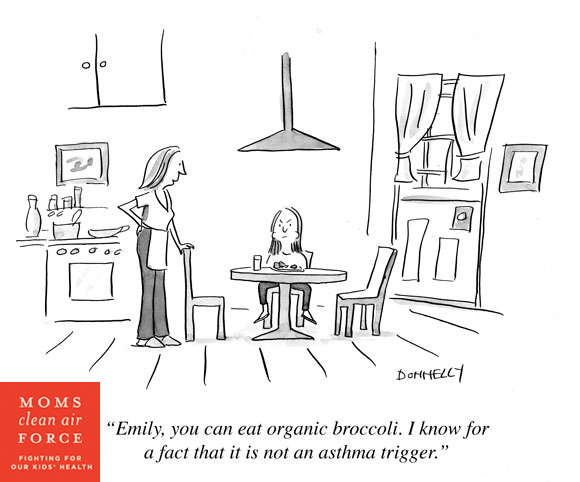 DONNELLY
MOMS
clean air
FORCE
FIGHTING FOR
OUR KIDS' HEALTH
“Emily, you can eat organic broccoli. I know for
a fact that it is not an asthma trigger.”